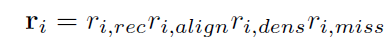 𝐫_i = r_{i,rec} r_{i,align} r_{i,dens} r_{i,miss}